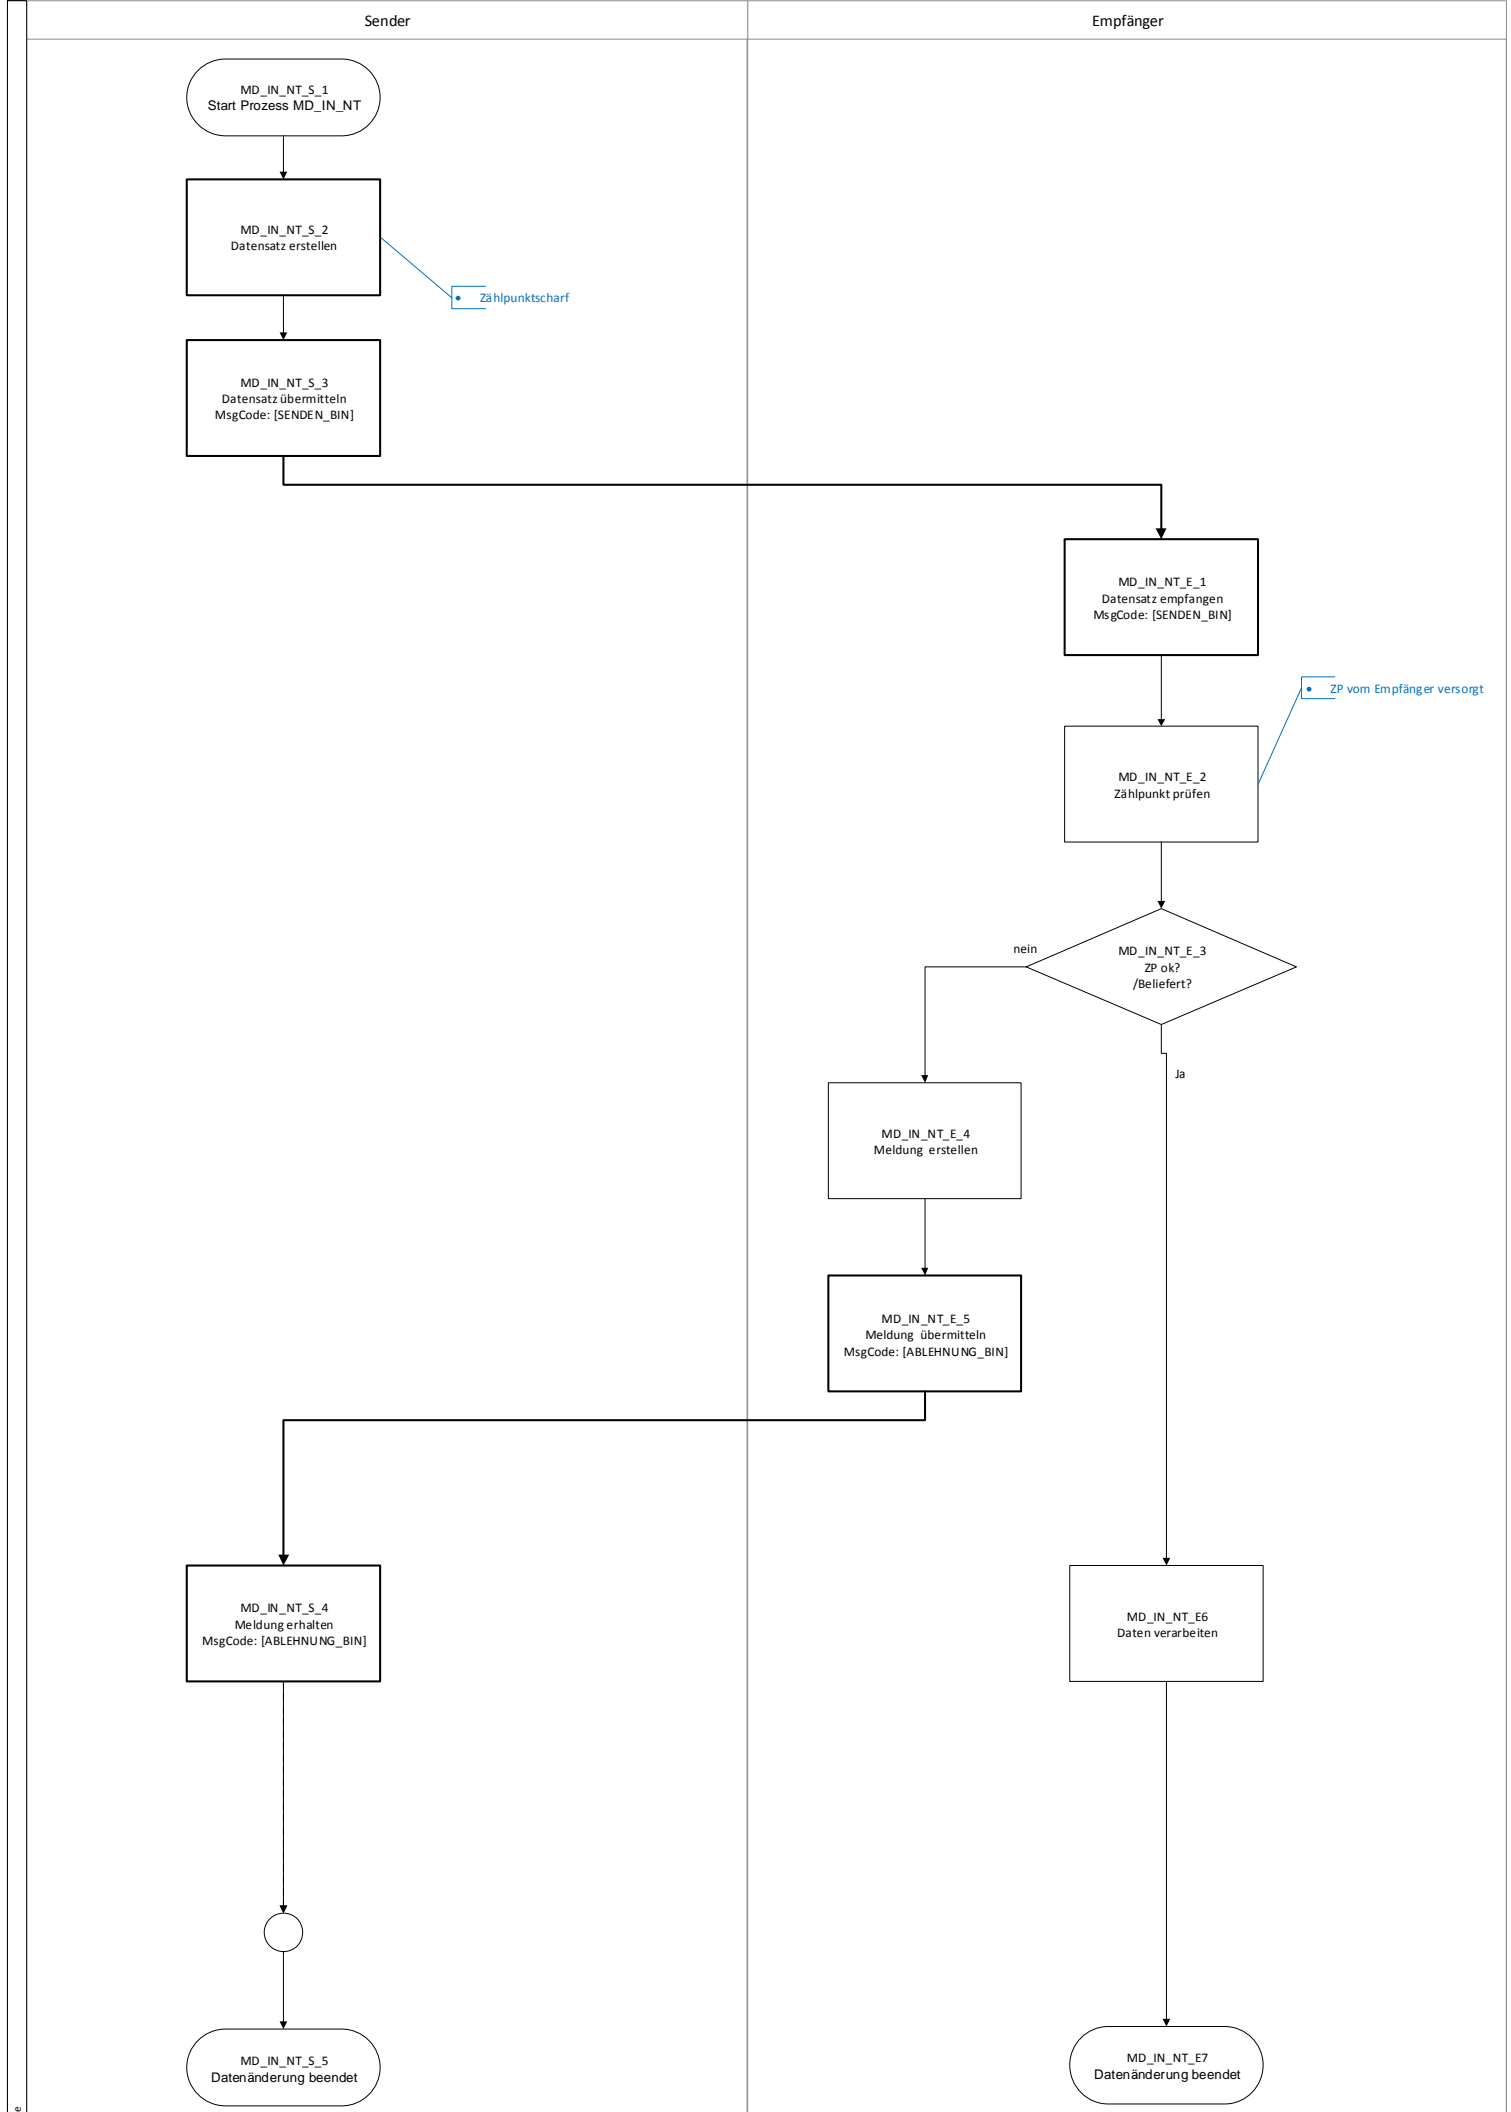 Sender
Empfänger
MD_IN_NT_S_1
Start Prozess MD_IN_NT
MD_IN_NT_S_2
Datensatz erstellen
Zählpunktscharf
MD_IN_NT_S_3
Datensatz übermitteln
MsgCode: [SENDEN_BIN]
MD_IN_NT_E_1
Datensatz empfangen
MsgCode: [SENDEN_BIN]
ZP vom Empfänger versorgt
MD_IN_NT_E_2
Zählpunkt prüfen
nein
MD_IN_NT_E_3
ZP ok?
/Beliefert?
Ja
MD_IN_NT_E_4
Meldung erstellen
MD_IN_NT_E_5
Meldung übermitteln
MsgCode: [ABLEHNUNG_BIN]
MD_IN_NT_S_4
Meldung erhalten
MsgCode: [ABLEHNUNG_BIN]
MD_IN_NT_E6
Daten verarbeiten
MD_IN_NT_S_5
Datenänderung beendet
MD_IN_NT_E7
Datenänderung beendet